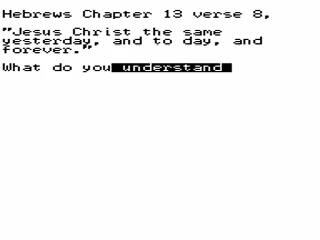 Hebrews Chapter 13 verse 8,
"Jesus Christ the same
yesterday, and to day, and
forever."
What do you understand